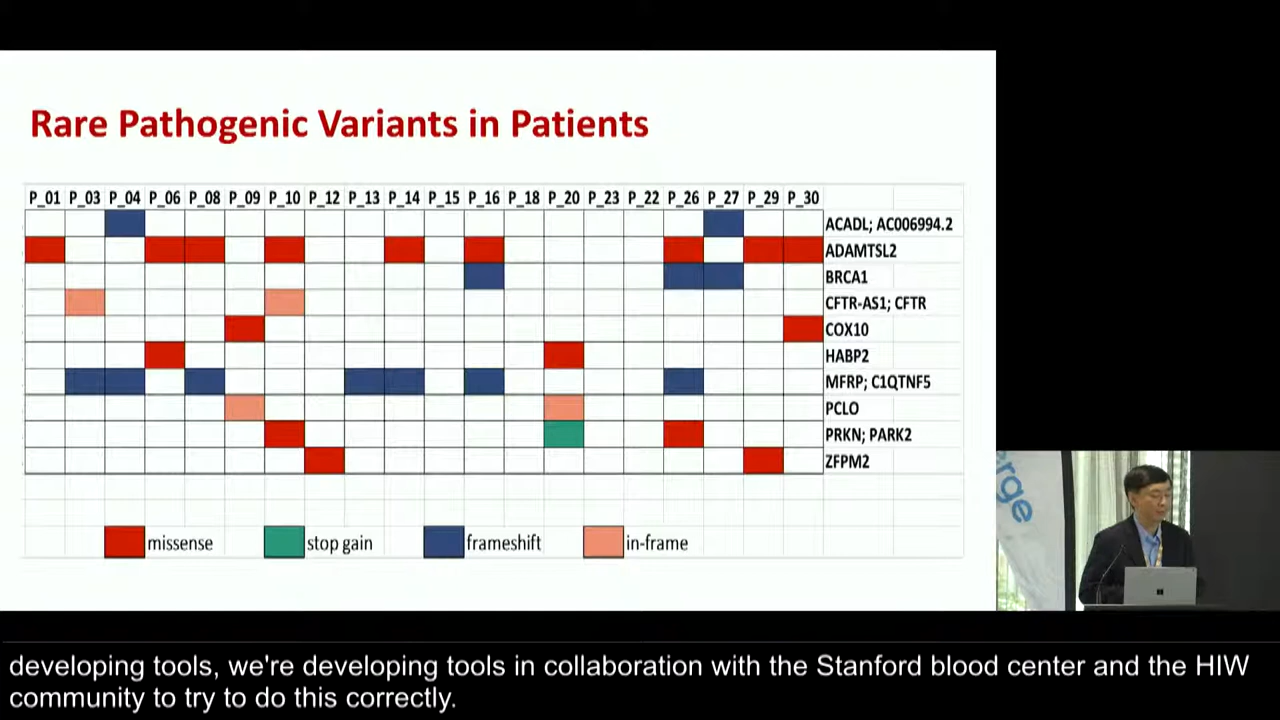 Rare Pathogenic Variants in Patients
P_01 P_03 P_04 P_06 P_08 P_09 P_10 P_12 P_13 P_14 P_15 P_16 P_18 P_20 P_23 P_22 P_26 P_27 P_29 P_30
ACADL; AC006994.2
ADAMTSL2
BRCA1
CFTR-AS1; CFTR
COX10
HABP2
MFRP; C1QTNF5
PCLO
PRKN; PARK2
ZFPM2
missense stop gain frameshift in-frame
erge
developing tools, we're developing tools in collaboration with the Stanford blood center and the HIW
community to try to do this correctly.